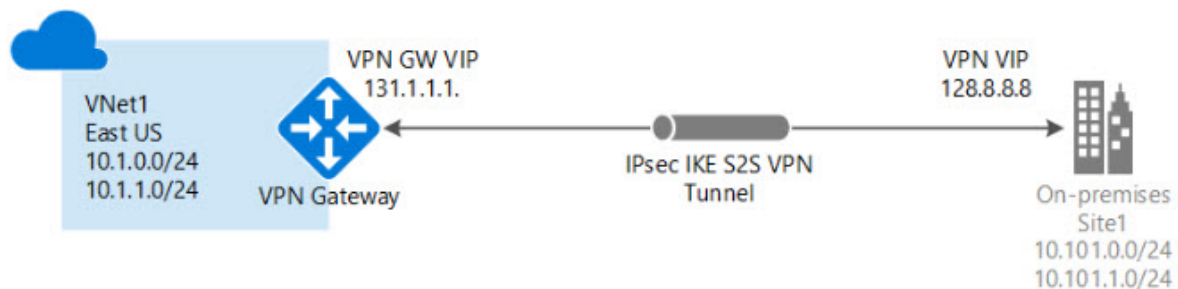 VNet1
East US
10.1.0.0/24
10.1.1.0/24
VPN GW VIP
131.1.1.1.
VPN Gateway
IPsec IKE S2S VPN
Tunnel
VPN VIP
128.8.8.8
On-premises
Site1
10.101.0.0/24
10.101.1.0/24